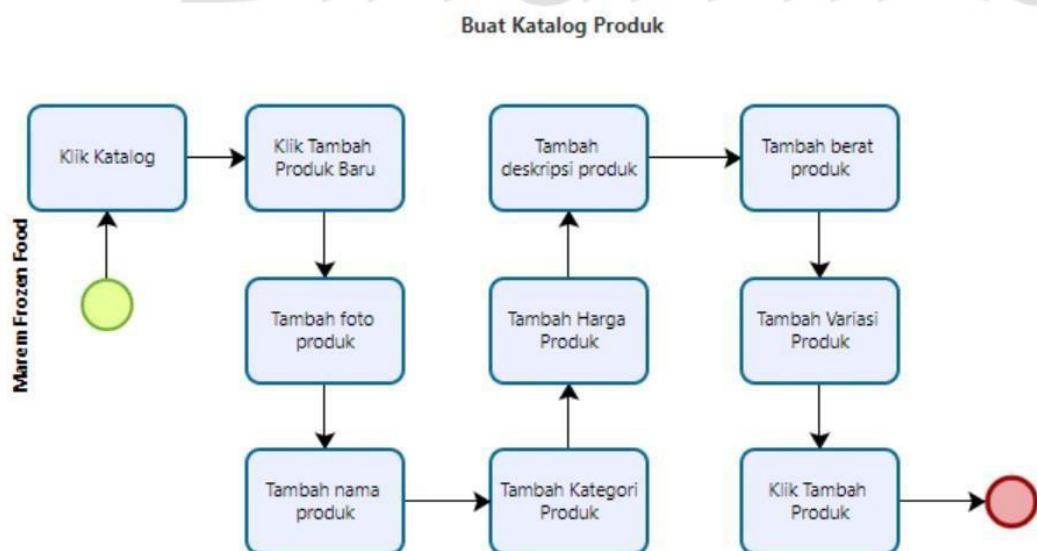 Buat Katalog Produk
Marem Frozen Food
Klik Katalog
Klik Tambah
Produk Baru
Tambah foto
produk
Tambah nama
produk
Tambah Kategori
Produk
Tambah Harga
Produk
Tambah
deskripsi produk
Tambah berat
produk
Tambah Variasi
Produk
Klik Tambah
Produk